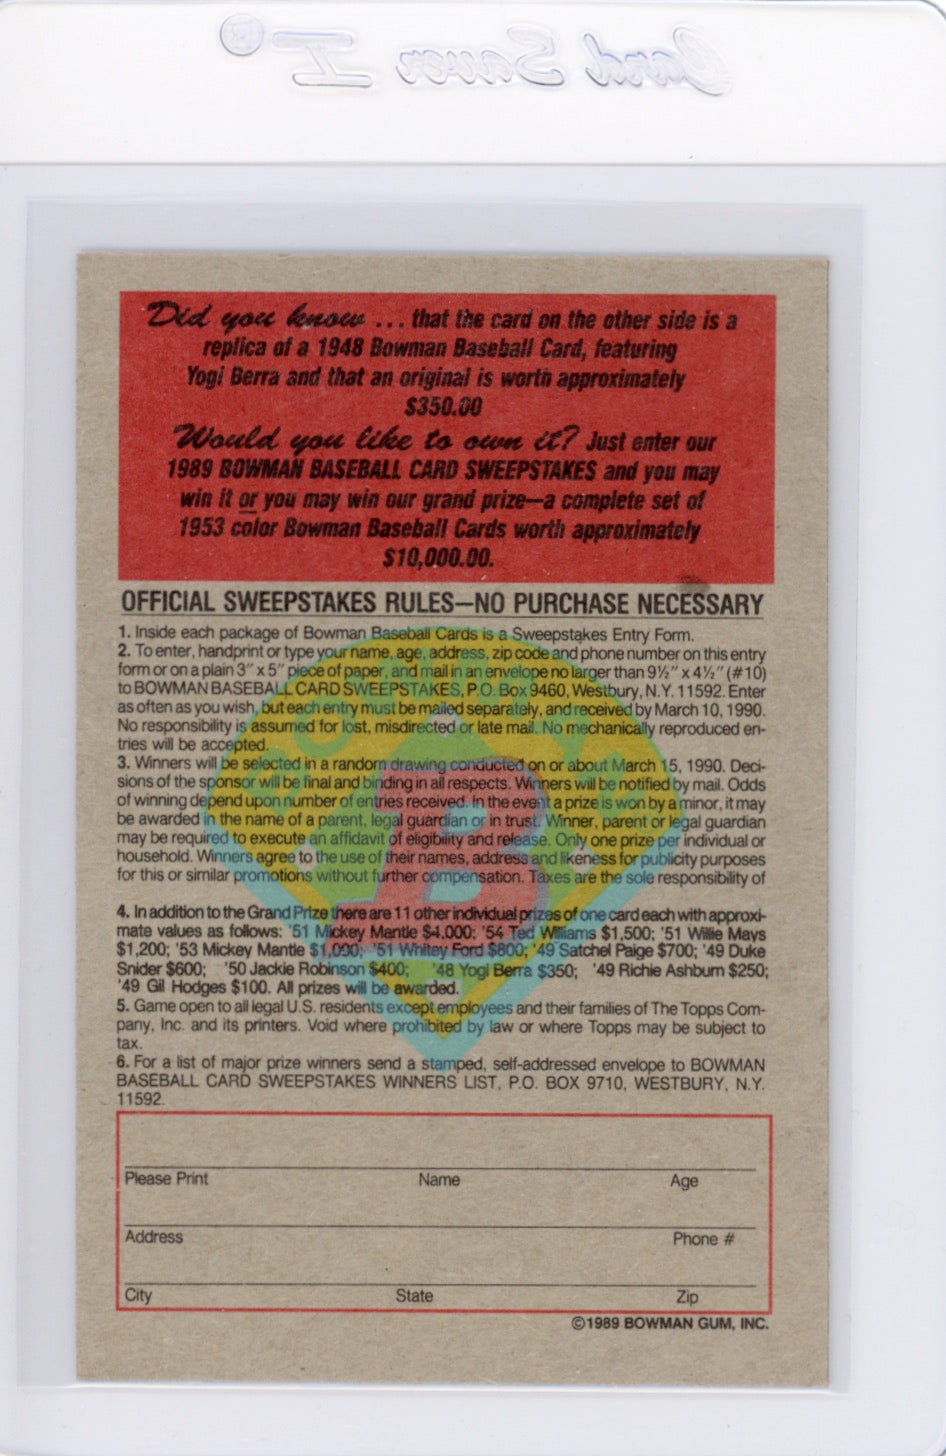 Card Saver I®
Did you know ... that the card on the other side is a
replica of a 1948 Bowman Baseball Card, featuring
Yogi Berra and that an original is worth approximately
$350.00
Would you like to own it? Just enter our
1989 BOWMAN BASEBALL CARD SWEEPSTAKES and you may
win it or you may win our grand prize—a complete set of
1953 color Bowman Baseball Cards worth approximately
$10,000.00.
OFFICIAL SWEEPSTAKES RULES—NO PURCHASE NECESSARY
1. Inside each package of Bowman Baseball Cards is a Sweepstakes Entry Form.
2. To enter, handprint or type your name, age, address, zip code and phone number on this entry
form or on a plain 3" x 5" piece of paper, and mail in an envelope no larger than 9½" x 4½" (#10)
to BOWMAN BASEBALL CARD SWEEPSTAKES, P.O. Box 9460, Westbury, N.Y. 11592. Enter
as often as you wish, but each entry must be mailed separately, and received by March 10, 1990.
No responsibility is assumed for lost, misdirected or late mail. No mechanically reproduced en-
tries will be accepted.
3. Winners will be selected in a random drawing conducted on or about March 15, 1990. Deci-
sions of the sponsor will be final and binding in all respects. Winners will be notified by mail. Odds
of winning depend upon number of entries received. In the event a prize is won by a minor, it may
be awarded in the name of a parent, legal guardian or in trust. Winner, parent or legal guardian
may be required to execute an affidavit of eligibility and release. Only one prize per individual or
household. Winners agree to the use of their names, address and likeness for publicity purposes
for this or similar promotions without further compensation. Taxes are the sole responsibility of
4. In addition to the Grand Prize there are 11 other individual prizes of one card each with approxi-
mate values as follows: '51 Mickey Mantle $4,000; '54 Ted Williams $1,500; '51 Willie Mays
$1,200; '53 Mickey Mantle $1,000; '51 Whitey Ford $800; '49 Satchel Paige $700; '49 Duke
Snider $600; '50 Jackie Robinson $400; '48 Yogi Berra $350; '49 Richie Ashburn $250;
'49 Gil Hodges $100. All prizes will be awarded.
5. Game open to all legal U.S. residents except employees and their families of The Topps Com-
pany, Inc. and its printers. Void where prohibited by law or where Topps may be subject to
tax.
6. For a list of major prize winners send a stamped, self-addressed envelope to BOWMAN
BASEBALL CARD SWEEPSTAKES WINNERS LIST, P.O. BOX 9710, WESTBURY, N.Y.
11592.
Please Print Name Age
Address Phone #
City State Zip
©1989 BOWMAN GUM, INC.